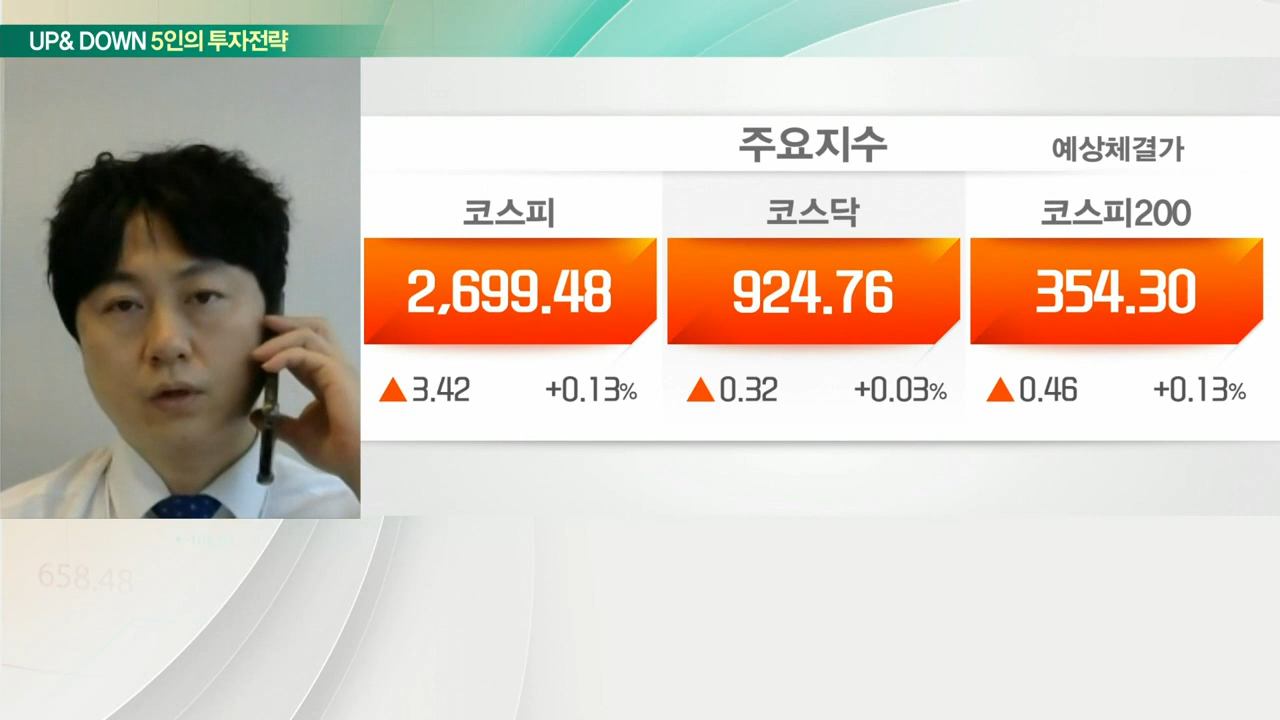 UP& DOWN 5인의 투자전략
주요지수
예상체결가
코스피
코스닥
코스피200
2,699.48
924.76
354.30
▲3.42 +0.13%
▲0.32 +0.03%
▲0.46 +0.13%
658.48